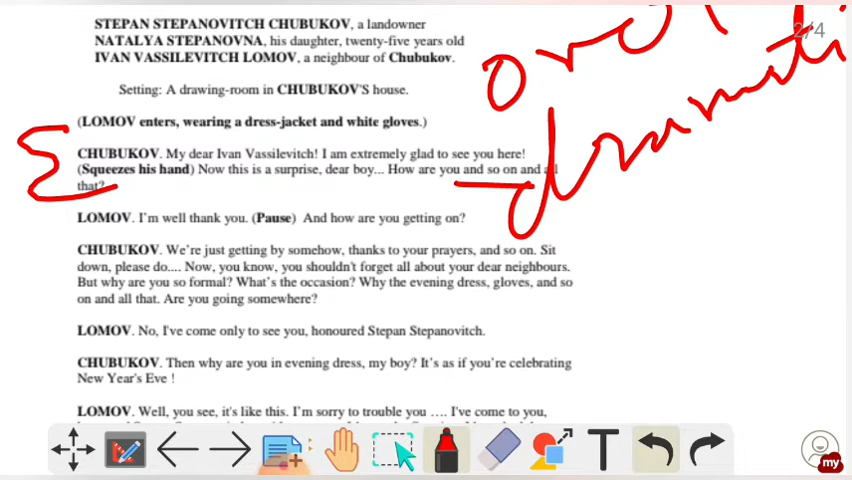 STEPAN STEPANOVITCH CHUBUKOV, a landowner
NATALYA STEPANOVNA, his daughter, twenty-five years old
IVAN VASSILEVITCH LOMOV, a neighbour of Chubukov.
2/4
over
dramati
Setting: A drawing-room in CHUBUKOV'S house.
(LOMOV enters, wearing a dress-jacket and white gloves.)
CHUBUKOV. My dear Ivan Vassilevitch! I am extremely glad to see you here!
(Squeezes his hand) Now this is a surprise, dear boy... How are you and so on and all
that?
LOMOV. I'm well thank you. (Pause) And how are you getting on?
CHUBUKOV. We're just getting by somehow, thanks to your prayers, and so on. Sit
down, please do.... Now, you know, you shouldn't forget all about your dear neighbours.
But why are you so formal? What's the occasion? Why the evening dress, gloves, and so
on and all that. Are you going somewhere?
LOMOV. No, I've come only to see you, honoured Stepan Stepanovitch.
CHUBUKOV. Then why are you in evening dress, my boy? It's as if you're celebrating
New Year's Eve !
LOMOV. Well, you see, it's like this. I'm sorry to trouble you .... I've come to you,
T
my